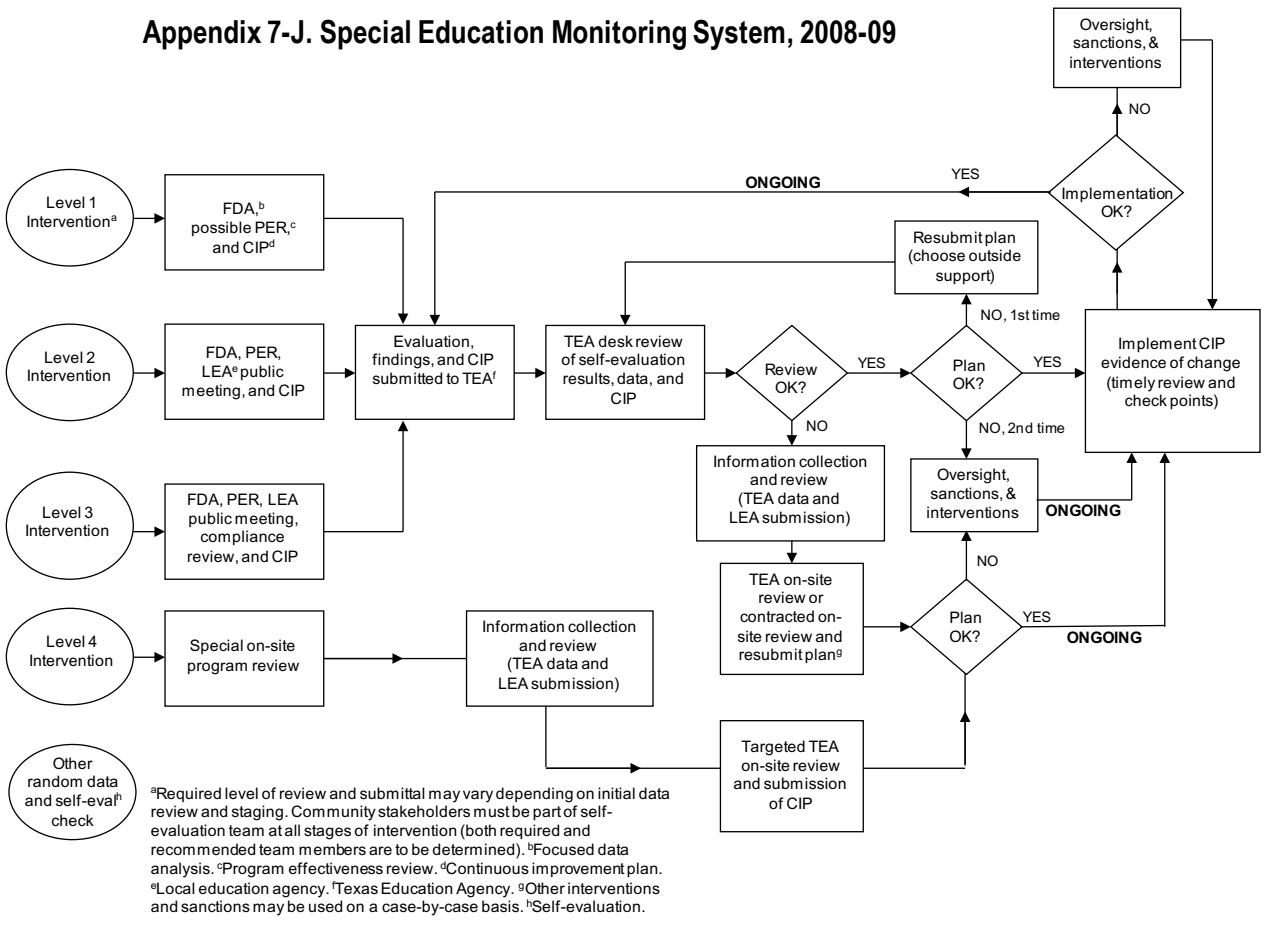 Appendix 7-J. Special Education Monitoring System, 2008-09
Oversight,
sanctions, &
interventions
NO
YES
ONGOING
Implementation
OK?
Level 1
Interventionᵃ
FDA,ᵇ
possible PER,ᶜ
and CIPᵈ
Resubmit plan
(choose outside
support)
NO, 1st time
Level 2
Intervention
FDA, PER,
LEAᵉ public
meeting, and CIP
Evaluation,
findings, and CIP
submitted to TEAᶠ
TEA desk review
of self-evaluation
results, data, and
CIP
Review
OK?
YES
Plan
OK?
YES
Implement CIP
evidence of change
(timely review and
check points)
NO
NO, 2nd time
Level 3
Intervention
FDA, PER, LEA
public meeting,
compliance
review, and CIP
Information collection
and review
(TEA data and
LEA submission)
Oversight,
sanctions, &
interventions
ONGOING
NO
TEA on-site
review or
contracted on-
site review and
resubmit planᵍ
Plan
OK?
YES
ONGOING
Level 4
Intervention
Special on-site
program review
Information collection
and review
(TEA data and
LEA submission)
Targeted TEA
on-site review
and submission
of CIP
Other
random data
and self-evalʰ
check
ᵃRequired level of review and submittal may vary depending on initial data
review and staging. Community stakeholders must be part of self-
evaluation team at all stages of intervention (both required and
recommended team members are to be determined). ᵇFocused data
analysis. ᶜProgram effectiveness review. ᵈContinuous improvement plan.
ᵉLocal education agency. ᶠTexas Education Agency. ᵍOther interventions
and sanctions may be used on a case-by-case basis. ʰSelf-evaluation.